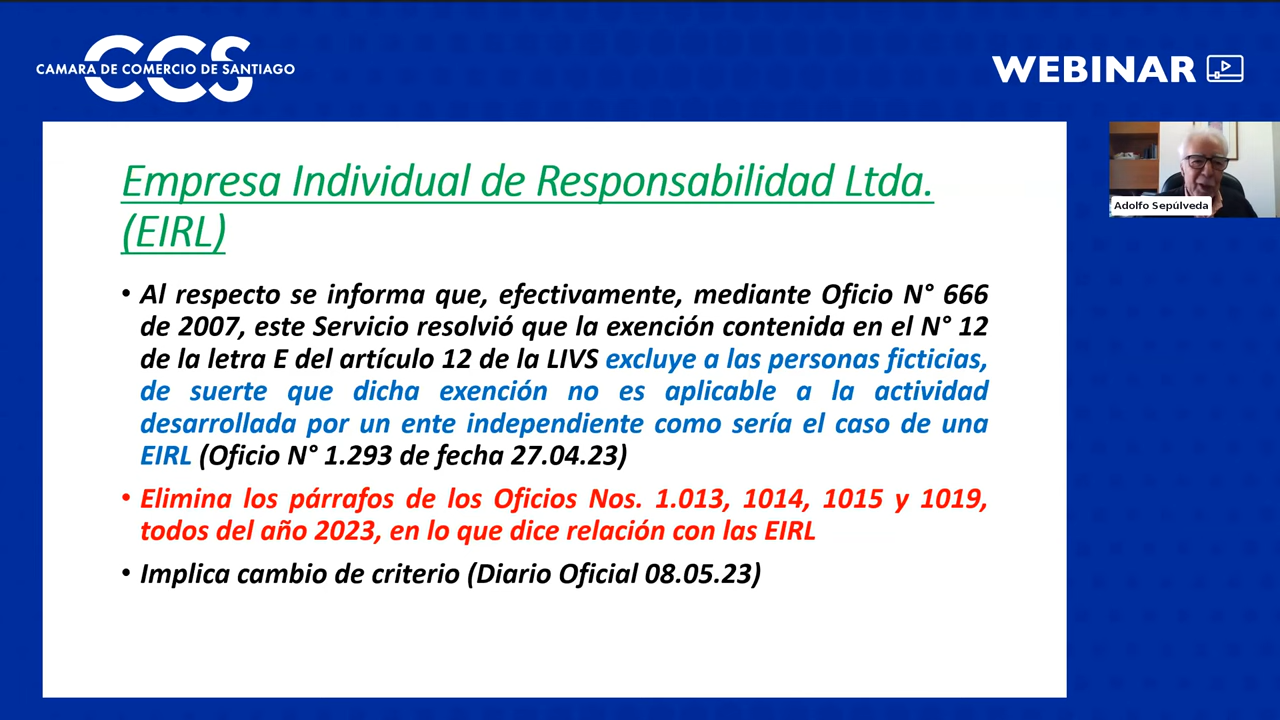 CCS
CAMARA DE COMERCIO DE SANTIAGO
WEBINAR
Empresa Individual de Responsabilidad Ltda.
(EIRL)
• Al respecto se informa que, efectivamente, mediante Oficio N° 666
de 2007, este Servicio resolvió que la exención contenida en el N° 12
de la letra E del artículo 12 de la LIVS excluye a las personas ficticias,
de suerte que dicha exención no es aplicable a la actividad
desarrollada por un ente independiente como sería el caso de una
EIRL (Oficio N° 1.293 de fecha 27.04.23)
• Elimina los párrafos de los Oficios Nos. 1.013, 1014, 1015 y 1019,
todos del año 2023, en lo que dice relación con las EIRL
• Implica cambio de criterio (Diario Oficial 08.05.23)
Adolfo Sepúlveda